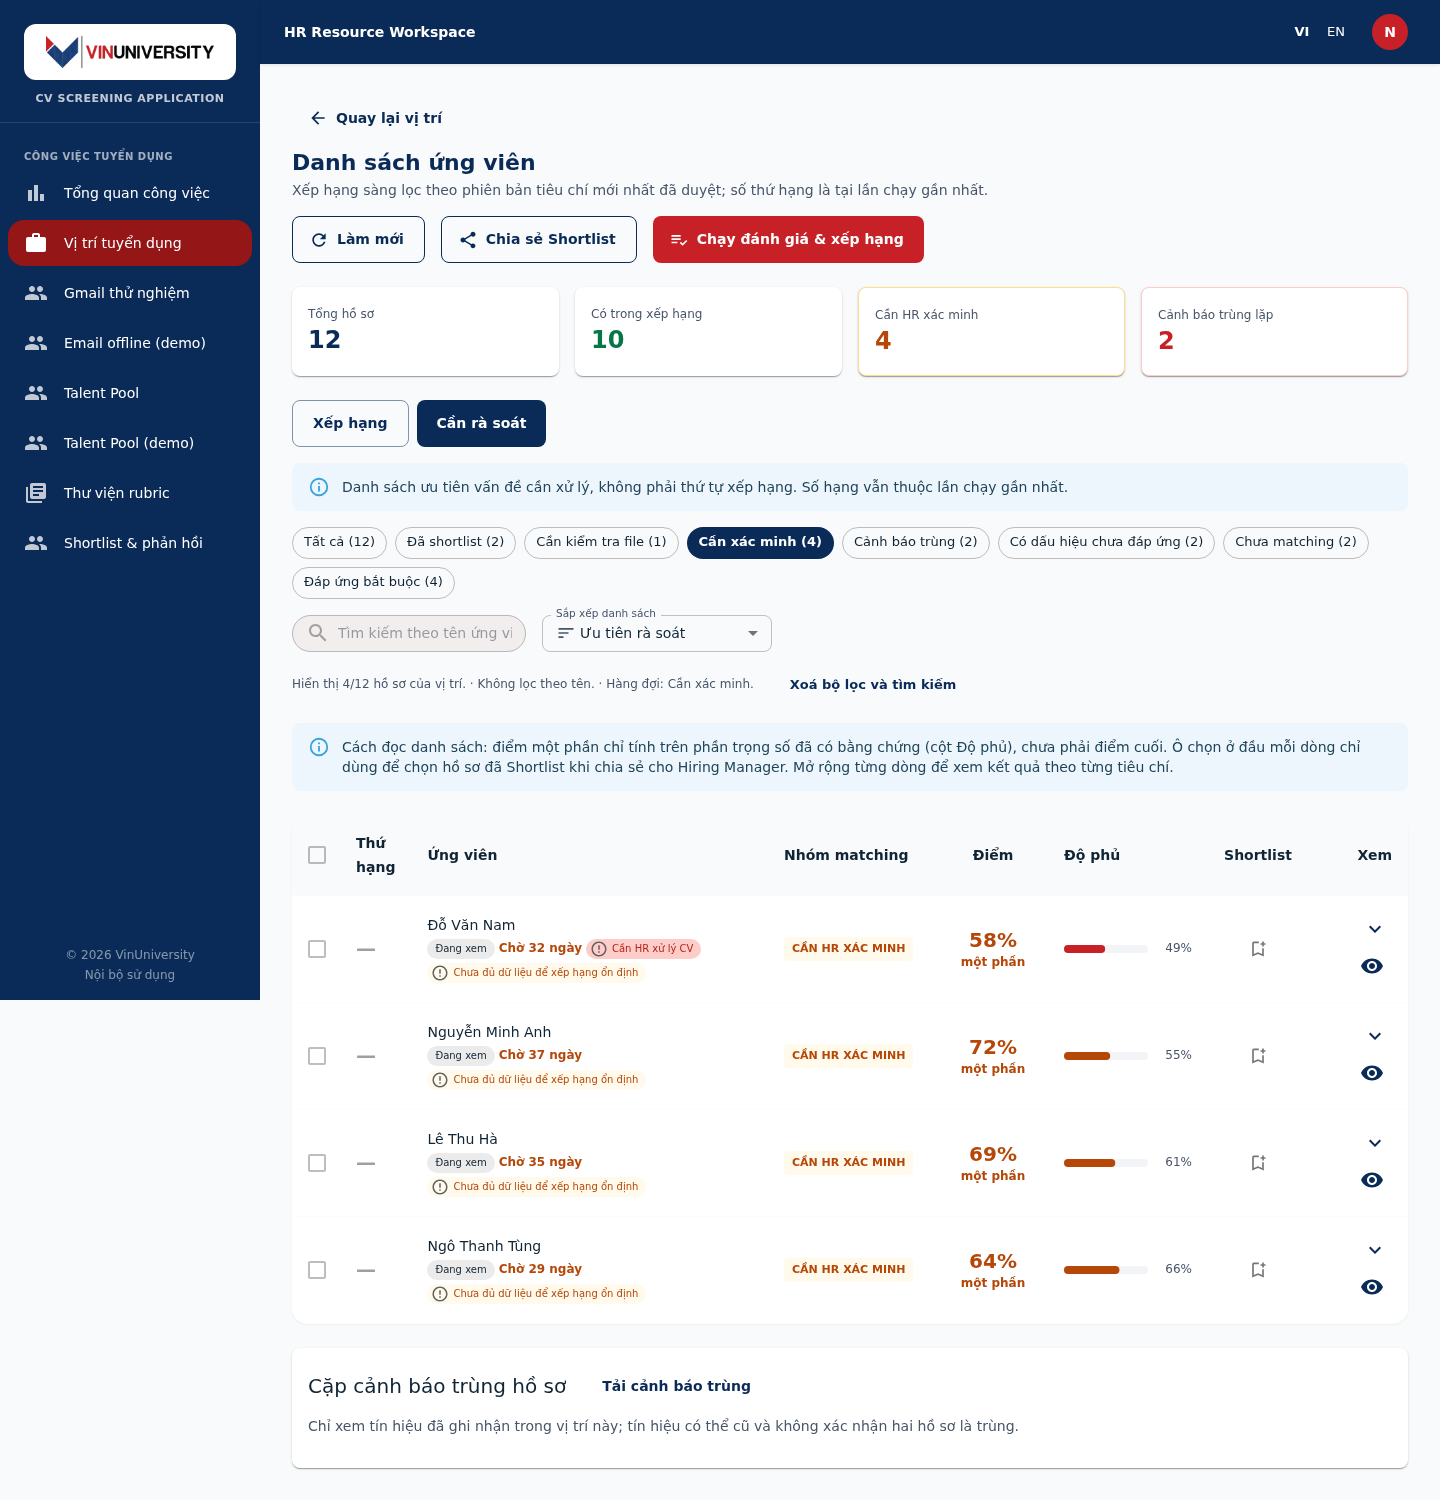 VINUNIVERSITY
CV SCREENING APPLICATION
CÔNG VIỆC TUYỂN DỤNG
Tổng quan công việc
Vị trí tuyển dụng
Gmail thử nghiệm
Email offline (demo)
Talent Pool
Talent Pool (demo)
Thư viện rubric
Shortlist & phản hồi
© 2026 VinUniversity
Nội bộ sử dụng
HR Resource Workspace
VI EN N
Quay lại vị trí
Danh sách ứng viên
Xếp hạng sàng lọc theo phiên bản tiêu chí mới nhất đã duyệt; số thứ hạng là tại lần chạy gần nhất.
Làm mới Chia sẻ Shortlist Chạy đánh giá & xếp hạng
Tổng hồ sơ Có trong xếp hạng Cần HR xác minh Cảnh báo trùng lặp
12 10 4 2
Xếp hạng Cần rà soát
Danh sách ưu tiên vấn đề cần xử lý, không phải thứ tự xếp hạng. Số hạng vẫn thuộc lần chạy gần nhất.
Tất cả (12) Đã shortlist (2) Cần kiểm tra file (1) Cần xác minh (4) Cảnh báo trùng (2) Có dấu hiệu chưa đáp ứng (2) Chưa matching (2)
Đáp ứng bắt buộc (4)
Sắp xếp danh sách
Tìm kiếm theo tên ứng vi Ưu tiên rà soát
Hiển thị 4/12 hồ sơ của vị trí. · Không lọc theo tên. · Hàng đợi: Cần xác minh. Xoá bộ lọc và tìm kiếm
Cách đọc danh sách: điểm một phần chỉ tính trên phần trọng số đã có bằng chứng (cột Độ phủ), chưa phải điểm cuối. Ô chọn ở đầu mỗi dòng chỉ
dùng để chọn hồ sơ đã Shortlist khi chia sẻ cho Hiring Manager. Mở rộng từng dòng để xem kết quả theo từng tiêu chí.
Thứ hạng Ứng viên Nhóm matching Điểm Độ phủ Shortlist Xem
Đỗ Văn Nam
— Đang xem Chờ 32 ngày Cần HR xử lý CV CẦN HR XÁC MINH 58% một phần 49%
Chưa đủ dữ liệu để xếp hạng ổn định
Nguyễn Minh Anh
— Đang xem Chờ 37 ngày CẦN HR XÁC MINH 72% một phần 55%
Chưa đủ dữ liệu để xếp hạng ổn định
Lê Thu Hà
— Đang xem Chờ 35 ngày CẦN HR XÁC MINH 69% một phần 61%
Chưa đủ dữ liệu để xếp hạng ổn định
Ngô Thanh Tùng
— Đang xem Chờ 29 ngày CẦN HR XÁC MINH 64% một phần 66%
Chưa đủ dữ liệu để xếp hạng ổn định
Cặp cảnh báo trùng hồ sơ Tải cảnh báo trùng
Chỉ xem tín hiệu đã ghi nhận trong vị trí này; tín hiệu có thể cũ và không xác nhận hai hồ sơ là trùng.